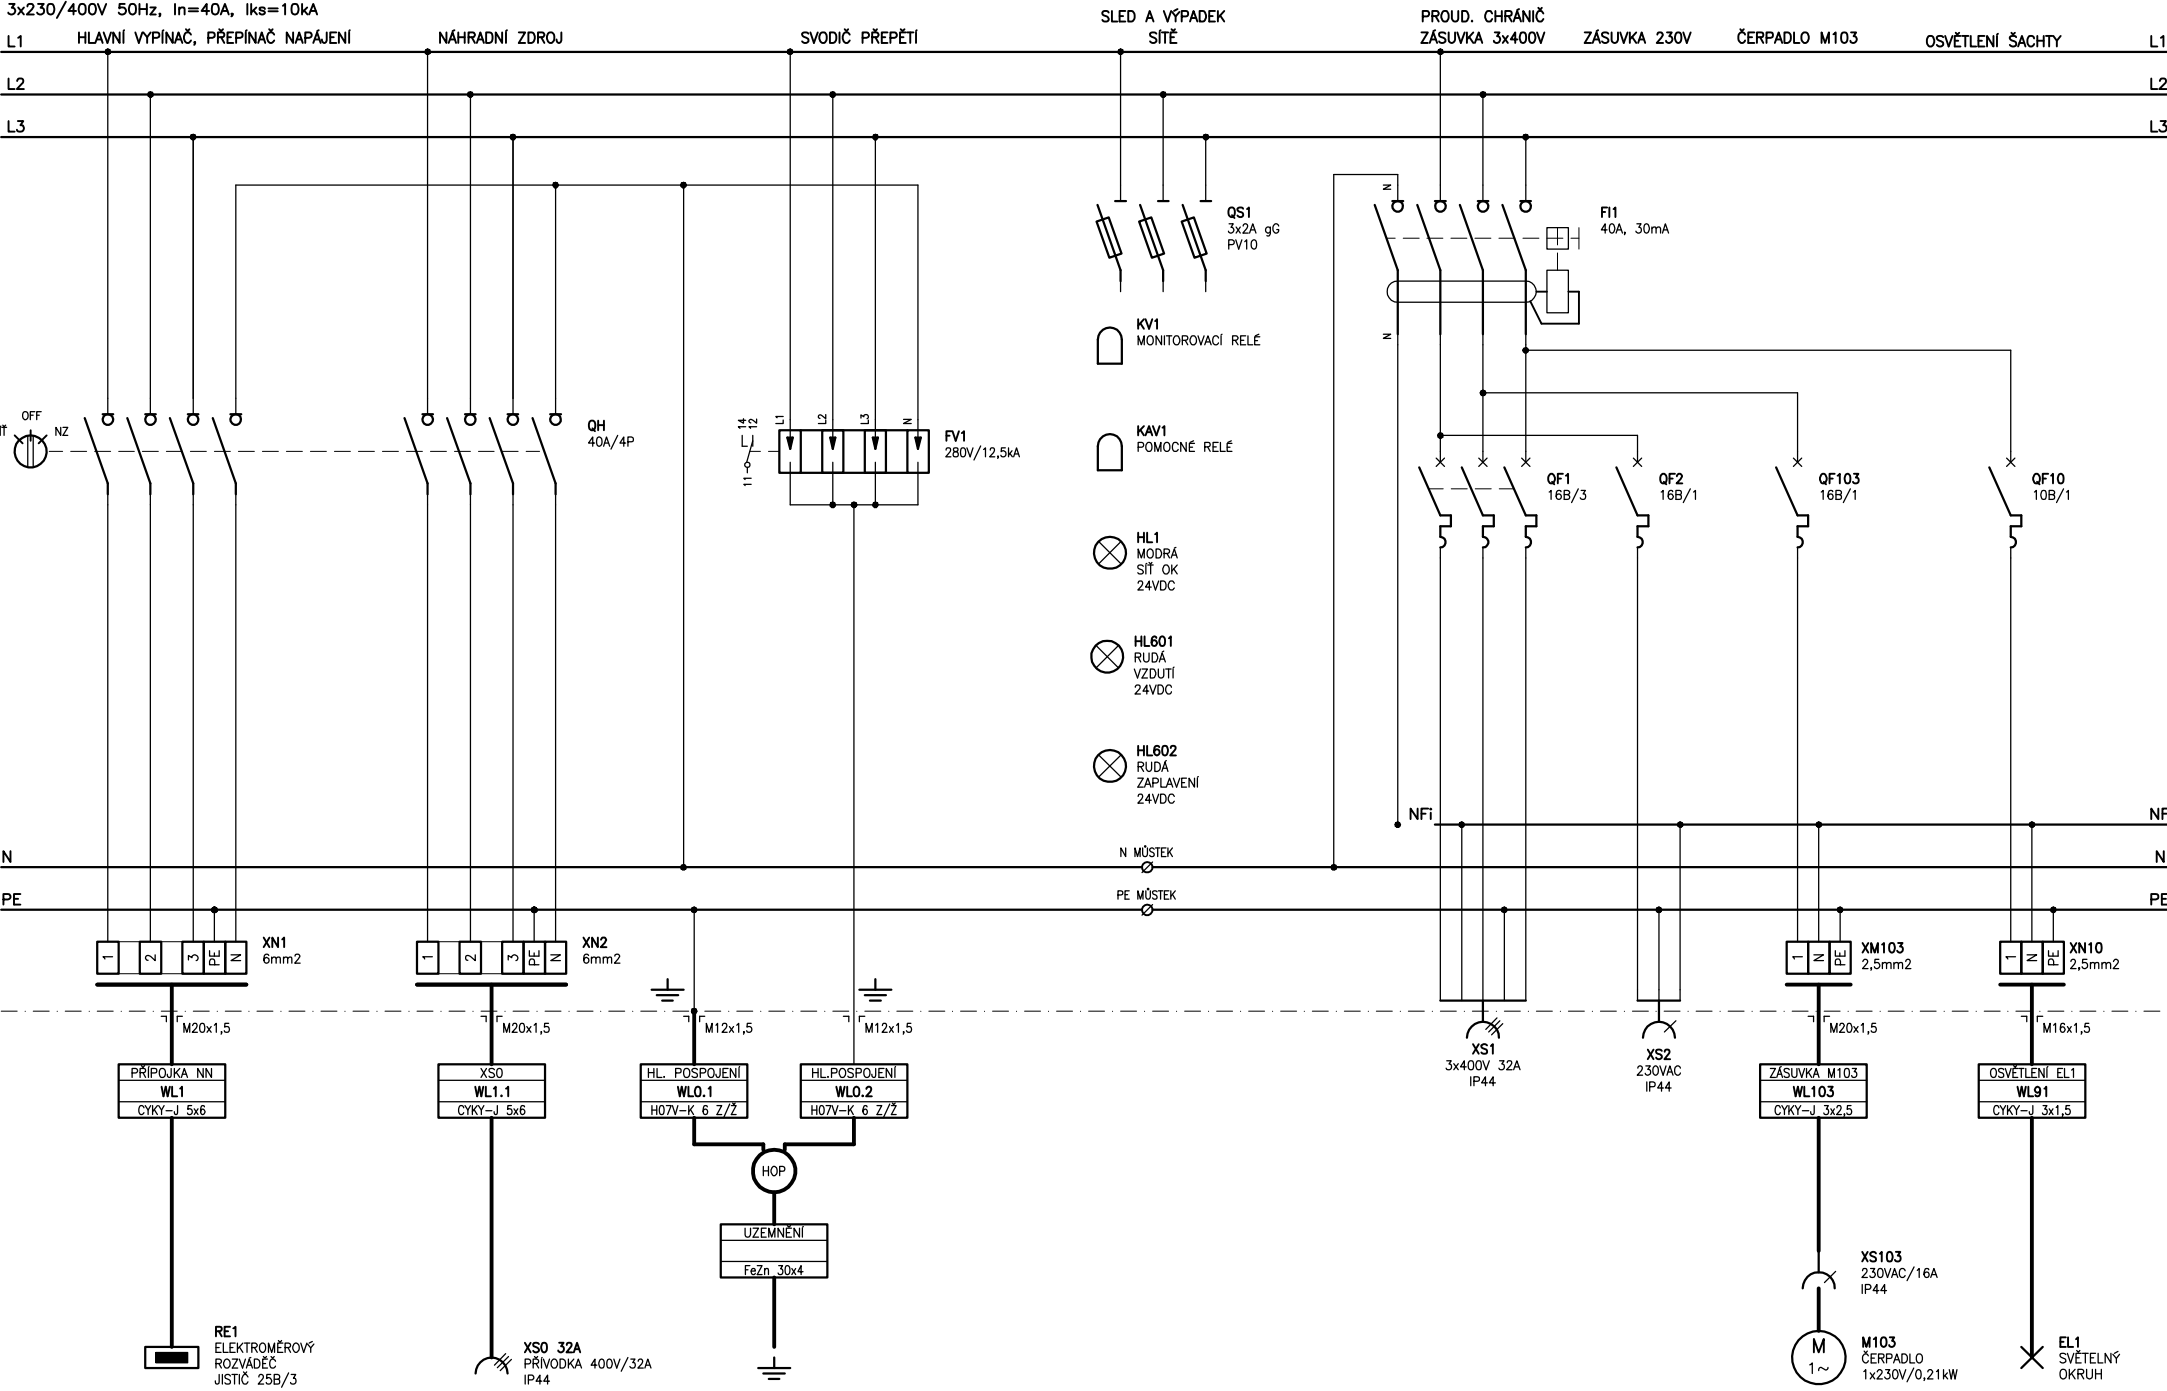 3x230/400V 50Hz, In=40A, Iks=10kA
L1
HLAVNÍ VYPÍNAČ, PŘEPÍNAČ NAPÁJENÍ
NÁHRADNÍ ZDROJ
SVODIČ PŘEPĚTÍ
SLED A VÝPADEK
SÍTĚ
PROUD. CHRÁNIČ
ZÁSUVKA 3x400V
ZÁSUVKA 230V
ČERPADLO M103
OSVĚTLENÍ ŠACHTY
L1
L2
L2
L3
L3
OFF
NZ
QH
40A/4P
14
12
11
L1
L2
L3
N
FV1
280V/12,5kA
QS1
3x2A gG
PV10
KV1
MONITOROVACÍ RELÉ
KAV1
POMOCNÉ RELÉ
HL1
MODRÁ
SÍŤ OK
24VDC
HL601
RUDÁ
VZDUTÍ
24VDC
HL602
RUDÁ
ZAPLAVENÍ
24VDC
N
N
FI1
40A, 30mA
QF1
16B/3
QF2
16B/1
QF103
16B/1
QF10
10B/1
NFi
NF
N
N MŮSTEK
N
PE
PE MŮSTEK
PE
1
2
3
PE
N
XN1
6mm2
1
2
3
PE
N
XN2
6mm2
1
N
PE
XM103
2,5mm2
1
N
PE
XN10
2,5mm2
M20x1,5
M20x1,5
M12x1,5
M12x1,5
M20x1,5
M16x1,5
PŘÍPOJKA NN
WL1
CYKY-J 5x6
XS0
WL1.1
CYKY-J 5x6
HL. POSPOJENÍ
WL0.1
H07V-K 6 Z/Ž
HL.POSPOJENÍ
WL0.2
H07V-K 6 Z/Ž
XS1
3x400V 32A
IP44
XS2
230VAC
IP44
ZÁSUVKA M103
WL103
CYKY-J 3x2,5
OSVĚTLENÍ EL1
WL91
CYKY-J 3x1,5
HOP
UZEMNĚNÍ
FeZn 30x4
XS103
230VAC/16A
IP44
RE1
ELEKTROMĚROVÝ
ROZVÁDĚČ
JISTIČ 25B/3
XS0 32A
PŘÍVODKA 400V/32A
IP44
M
1~
M103
ČERPADLO
1x230V/0,21kW
EL1
SVĚTELNÝ
OKRUH